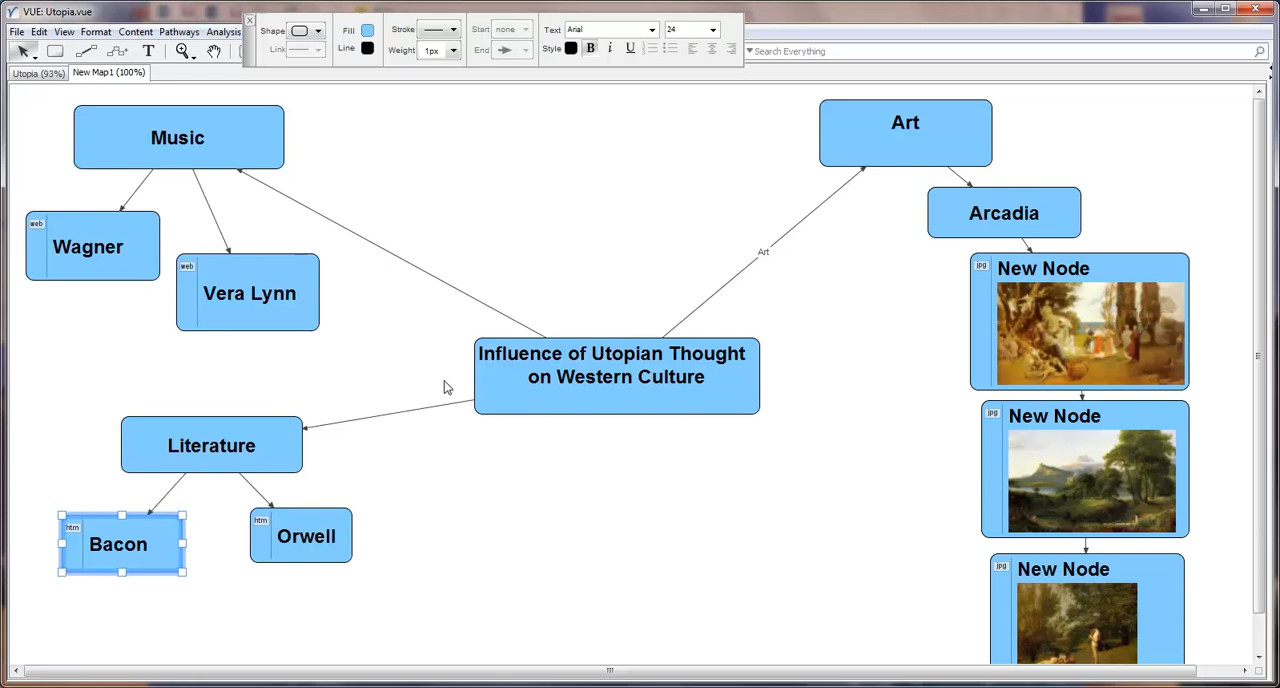 VUE: Utopia.vue
File Edit View Format Content Pathways Analysis
Shape: Fill Stroke Start none Text Arial 24
Link Line Weight 1px End Style B i U
Search Everything
Utopia (93%) New Map1 (100%)
Music
Art
web
Wagner
Arcadia
web
Vera Lynn
Art
jpg New Node
Influence of Utopian Thought
on Western Culture
jpg New Node
Literature
htm
Bacon
htm
Orwell
jpg New Node